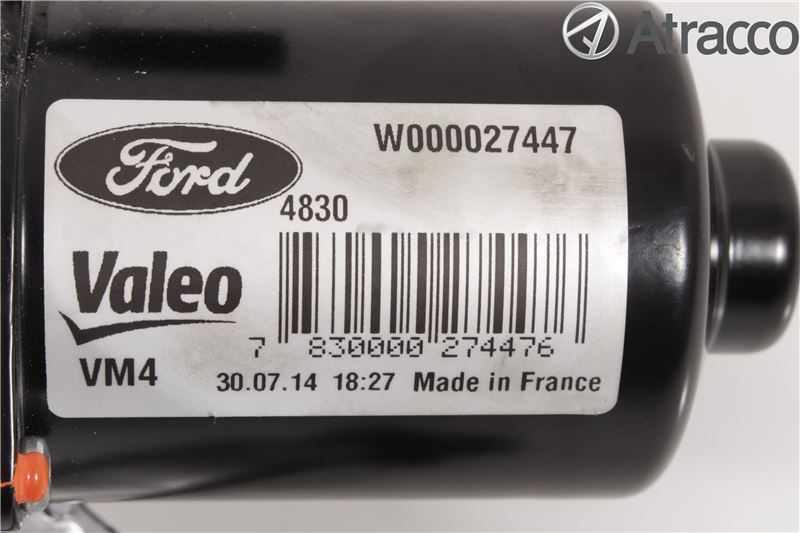 Atracco
Ford
W000027447
4830
Valeo
7 830000 274476
VM4
30.07.14 18:27 Made in France